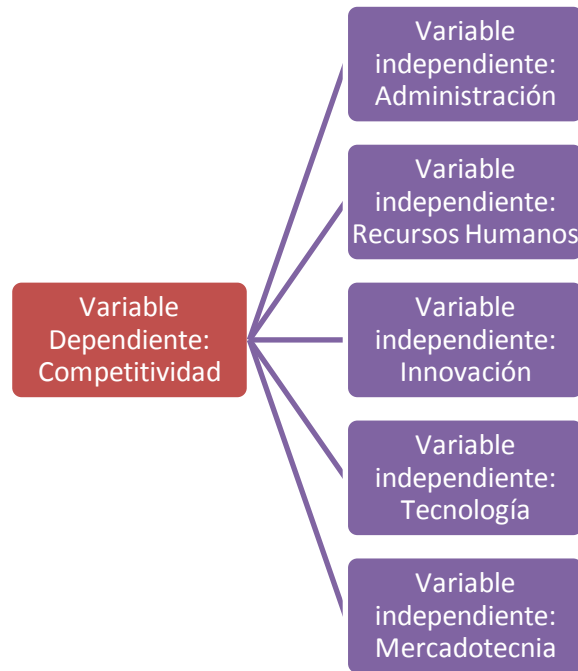 Variable
independiente:
Administración
Variable
independiente:
Recursos Humanos
Variable
Dependiente:
Competitividad
Variable
independiente:
Innovación
Variable
independiente:
Tecnología
Variable
independiente:
Mercadotecnia